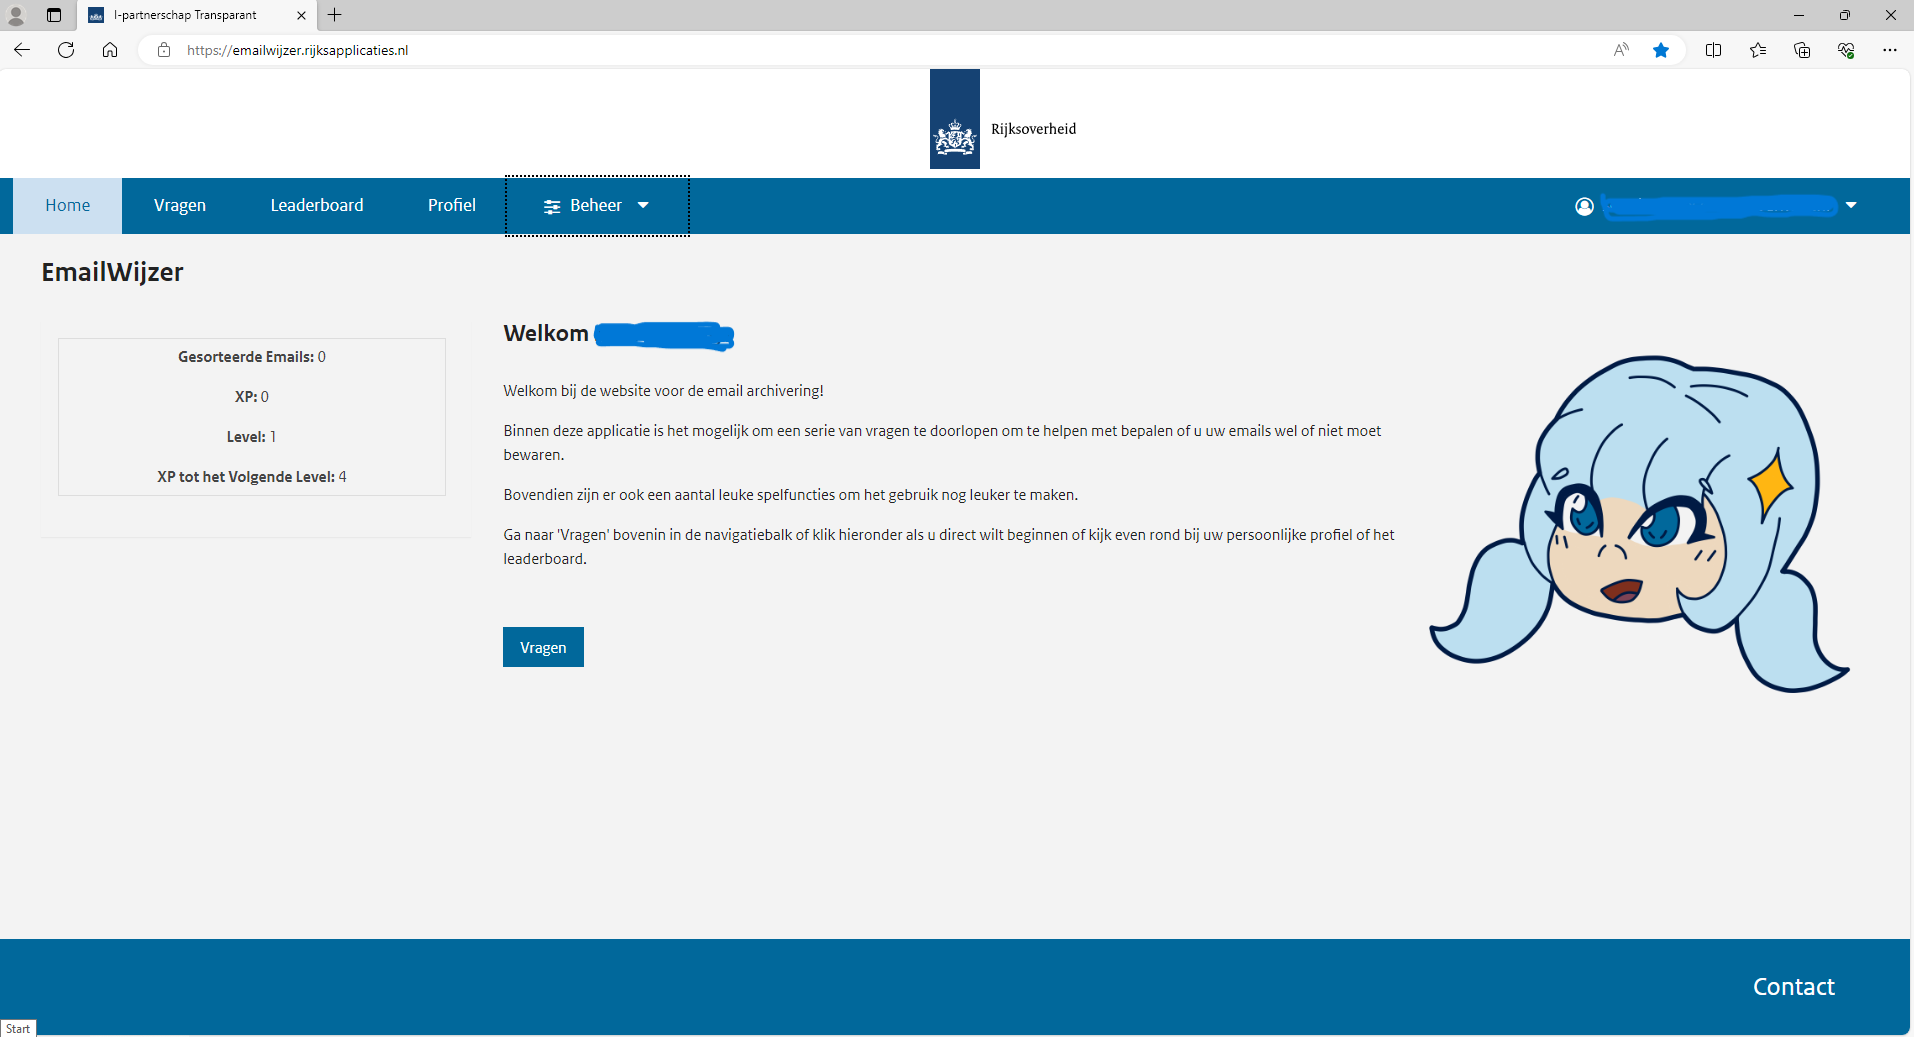 I-partnerschap Transparant
https://emailwijzer.rijksapplicaties.nl
Rijksoverheid
Home
Vragen
Leaderboard
Profiel
Beheer
EmailWijzer
Gesorteerde Emails: 0
XP: 0
Level: 1
XP tot het Volgende Level: 4
Welkom
Welkom bij de website voor de email archivering!
Binnen deze applicatie is het mogelijk om een serie van vragen te doorlopen om te helpen met bepalen of u uw emails wel of niet moet
bewaren.
Bovendien zijn er ook een aantal leuke spelfuncties om het gebruik nog leuker te maken.
Ga naar 'Vragen' bovenin in de navigatiebalk of klik hieronder als u direct wilt beginnen of kijk even rond bij uw persoonlijke profiel of het
leaderboard.
Vragen
Contact
Start